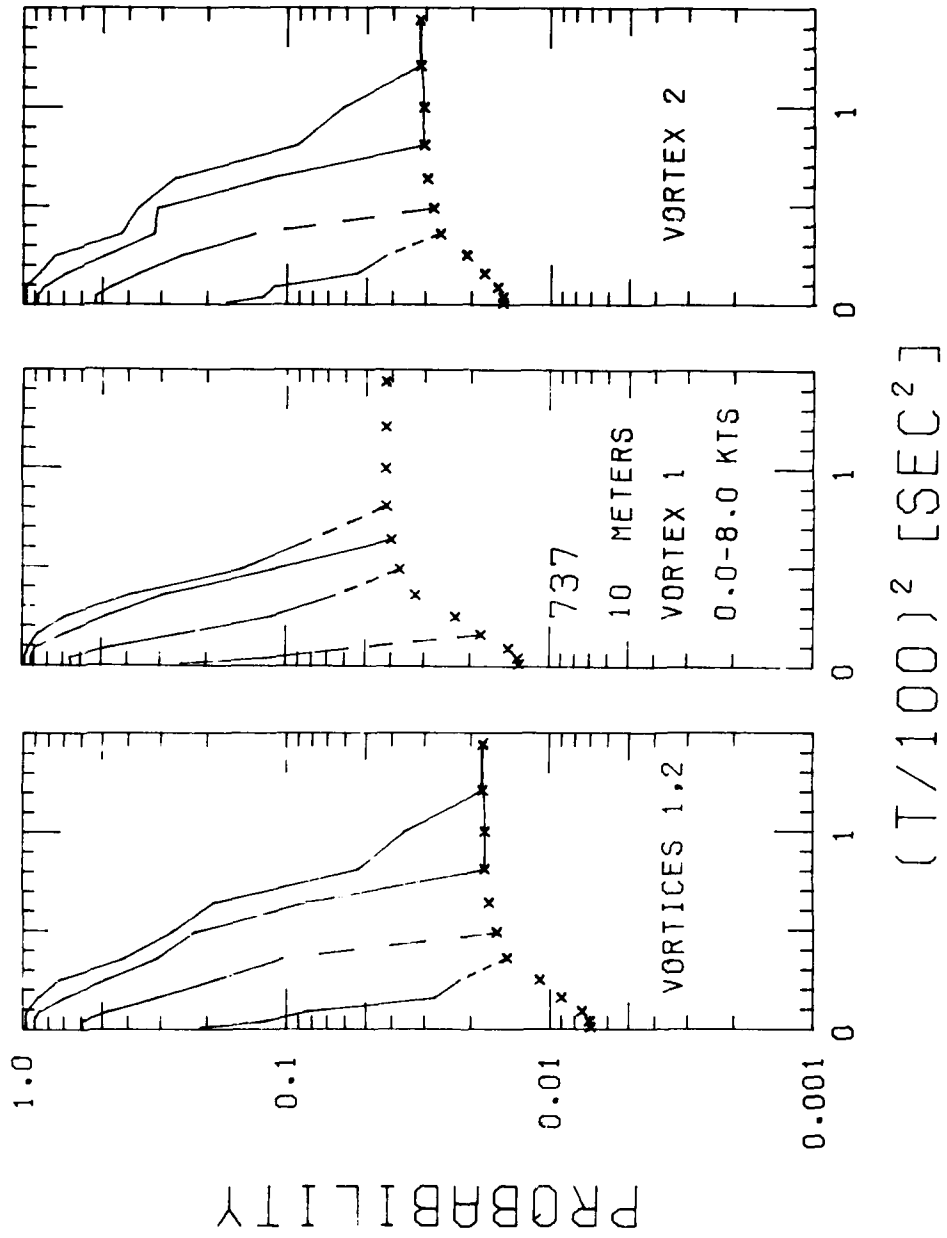 PROBABILITY
1.0
0.1
0.01
0.001
VORTICES 1,2
0
1
737
10 METERS
VORTEX 1
0.0-8.0 KTS
0
1
VORTEX 2
0
1
(T/100)² [SEC²]